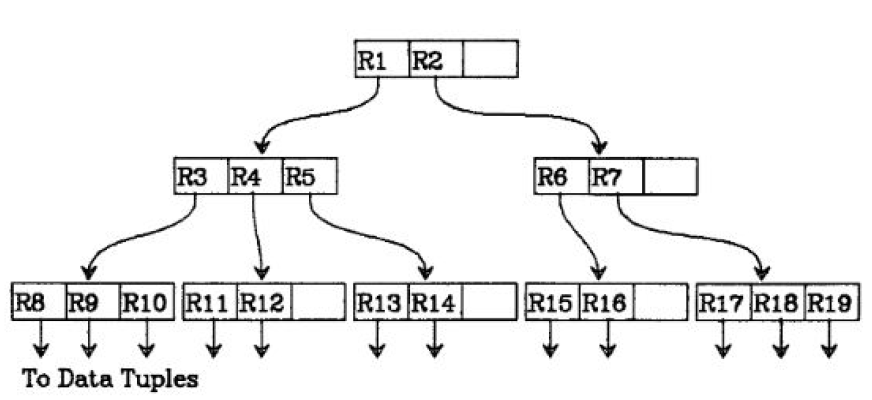 R1 R2
R3 R4 R5 R6 R7
R8 R9 R10 R11 R12 R13 R14 R15 R16 R17 R18 R19
To Data Tuples